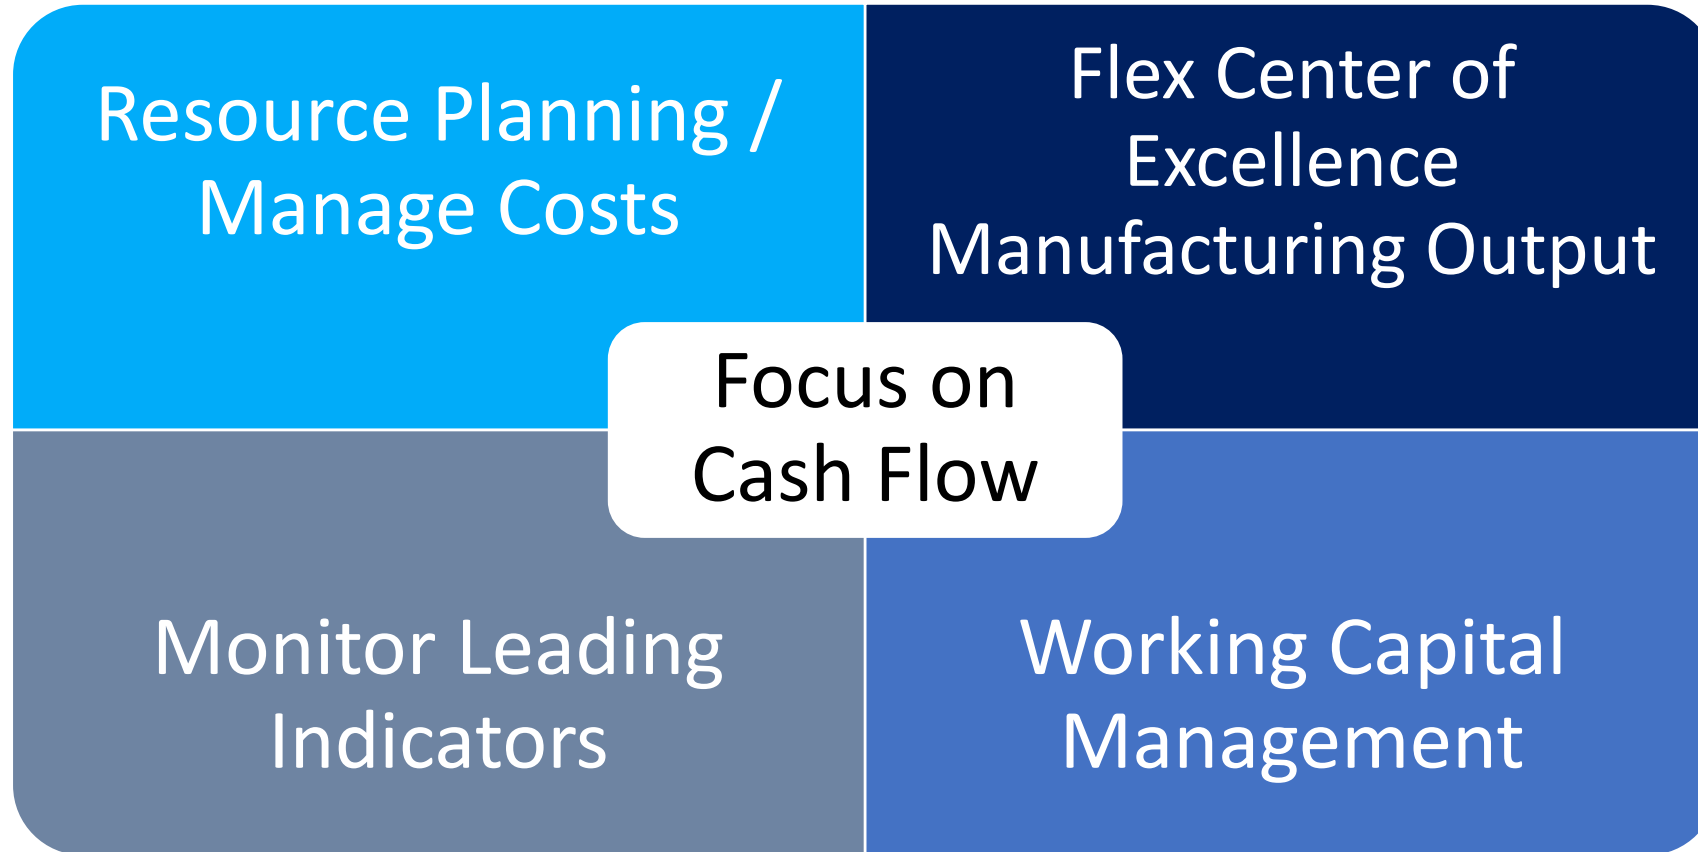 Resource Planning /
Manage Costs
Flex Center of
Excellence
Manufacturing Output
Focus on
Cash Flow
Monitor Leading
Indicators
Working Capital
Management